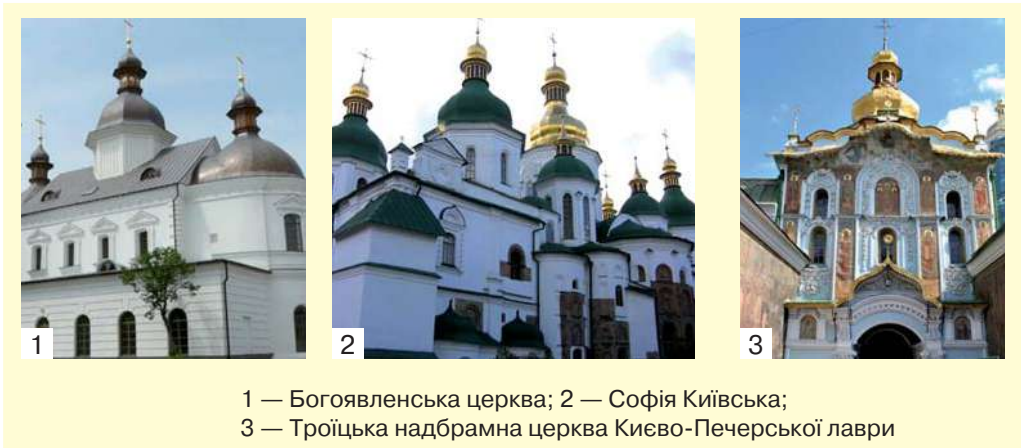 1
2
3
1 — Богоявленська церква; 2 — Софія Київська;
3 — Троїцька надбрамна церква Києво-Печерської лаври